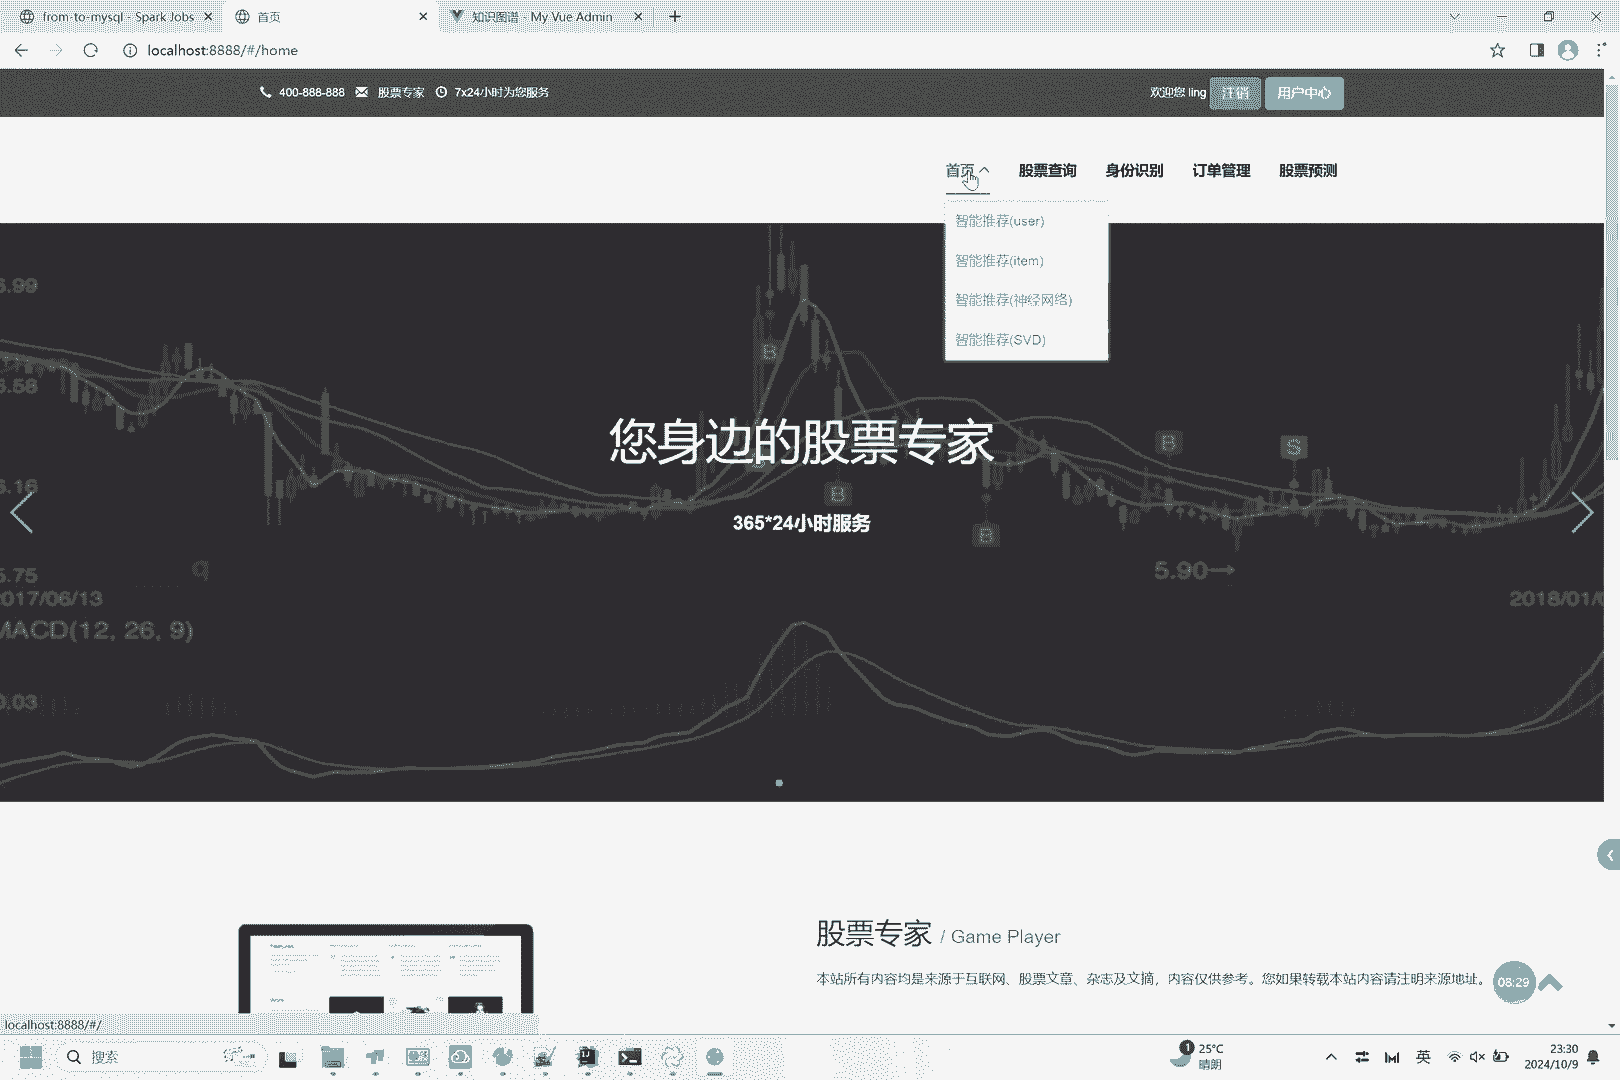 from-to-mysql - Spark Jobs
首页
知识图谱 - My Vue Admin
localhost:8888/#/home
400-888-888 股票专家 7x24小时为您服务
欢迎您 ling 注销 用户中心
首页 股票查询 身份识别 订单管理 股票预测
智能推荐(user)
智能推荐(item)
智能推荐(神经网络)
智能推荐(SVD)
6.99
6.58
B
您身边的股票专家
B
S
6.16
B
365*24小时服务
B
5.75
q
5.90→
2017/06/13
2018/01/0
MACD(12, 26, 9)
0.03
股票专家 / Game Player
本站所有内容均是来源于互联网、股票文章、杂志及文摘，内容仅供参考。您如果转载本站内容请注明来源地址。
08:29
localhost:8888/#/
搜索
1
25°C
晴朗
英
23:30
2024/10/9